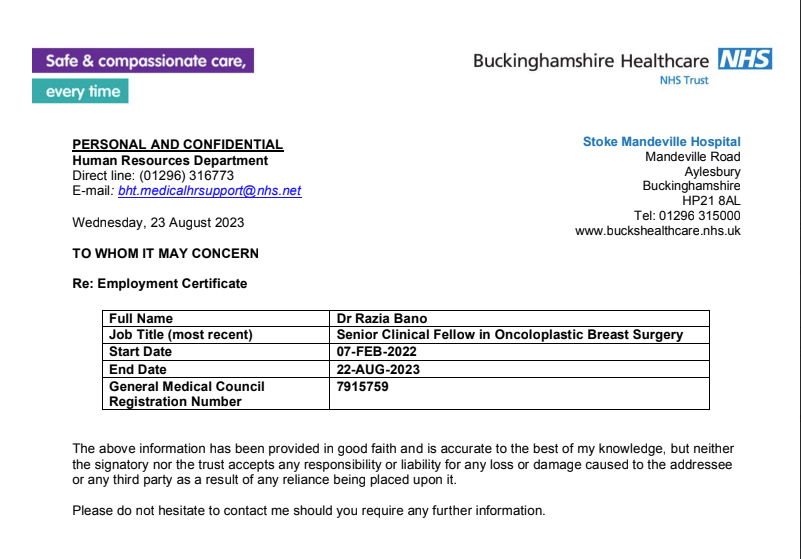 Safe & compassionate care,
every time
Buckinghamshire Healthcare NHS
NHS Trust
PERSONAL AND CONFIDENTIAL
Human Resources Department
Direct line: (01296) 316773
E-mail: bht.medicalhrsupport@nhs.net
Wednesday, 23 August 2023
Stoke Mandeville Hospital
Mandeville Road
Aylesbury
Buckinghamshire
HP21 8AL
Tel: 01296 315000
www.buckshealthcare.nhs.uk
TO WHOM IT MAY CONCERN
Re: Employment Certificate
Full Name Dr Razia Bano
Job Title (most recent) Senior Clinical Fellow in Oncoloplastic Breast Surgery
Start Date 07-FEB-2022
End Date 22-AUG-2023
General Medical Council 7915759
Registration Number
The above information has been provided in good faith and is accurate to the best of my knowledge, but neither
the signatory nor the trust accepts any responsibility or liability for any loss or damage caused to the addressee
or any third party as a result of any reliance being placed upon it.
Please do not hesitate to contact me should you require any further information.